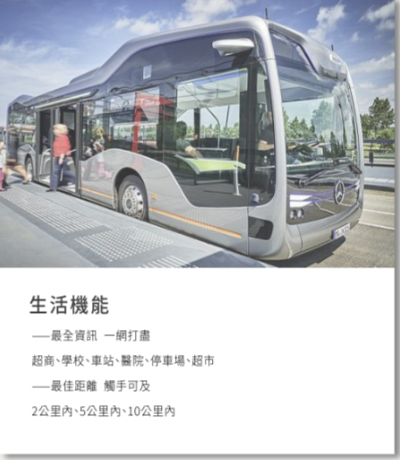 生活機能
——最全資訊 一網打盡
超商、學校、車站、醫院、停車場、超市
——最佳距離 觸手可及
2公里內、5公里內、10公里內